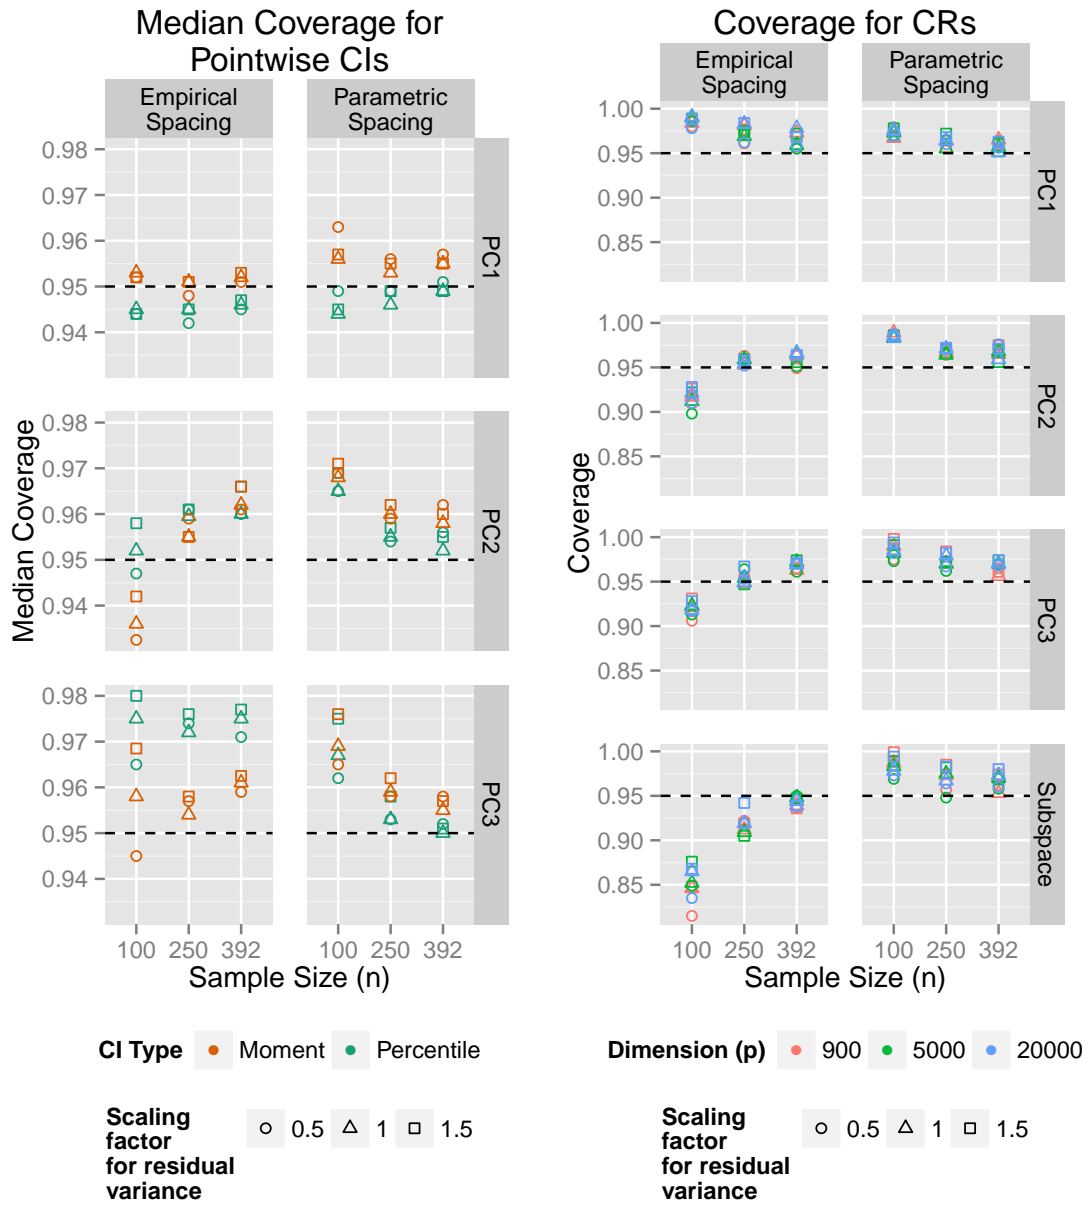 Median Coverage for
Pointwise CIs
Empirical
Spacing
Parametric
Spacing
0.98
0.97
0.96
0.95
0.94
PC1
0.98
0.97
0.96
0.95
0.94
PC2
0.98
0.97
0.96
0.95
0.94
PC3
Median Coverage
100 250 392
100 250 392
Sample Size (n)
CI Type Moment Percentile
Scaling
factor
for residual
variance
0.5 1 1.5
Coverage for CRs
Empirical
Spacing
Parametric
Spacing
1.00
0.95
0.90
0.85
PC1
1.00
0.95
0.90
0.85
PC2
1.00
0.95
0.90
0.85
PC3
1.00
0.95
0.90
0.85
Subspace
Coverage
100 250 392
100 250 392
Sample Size (n)
Dimension (p) 900 5000 20000
Scaling
factor
for residual
variance
0.5 1 1.5